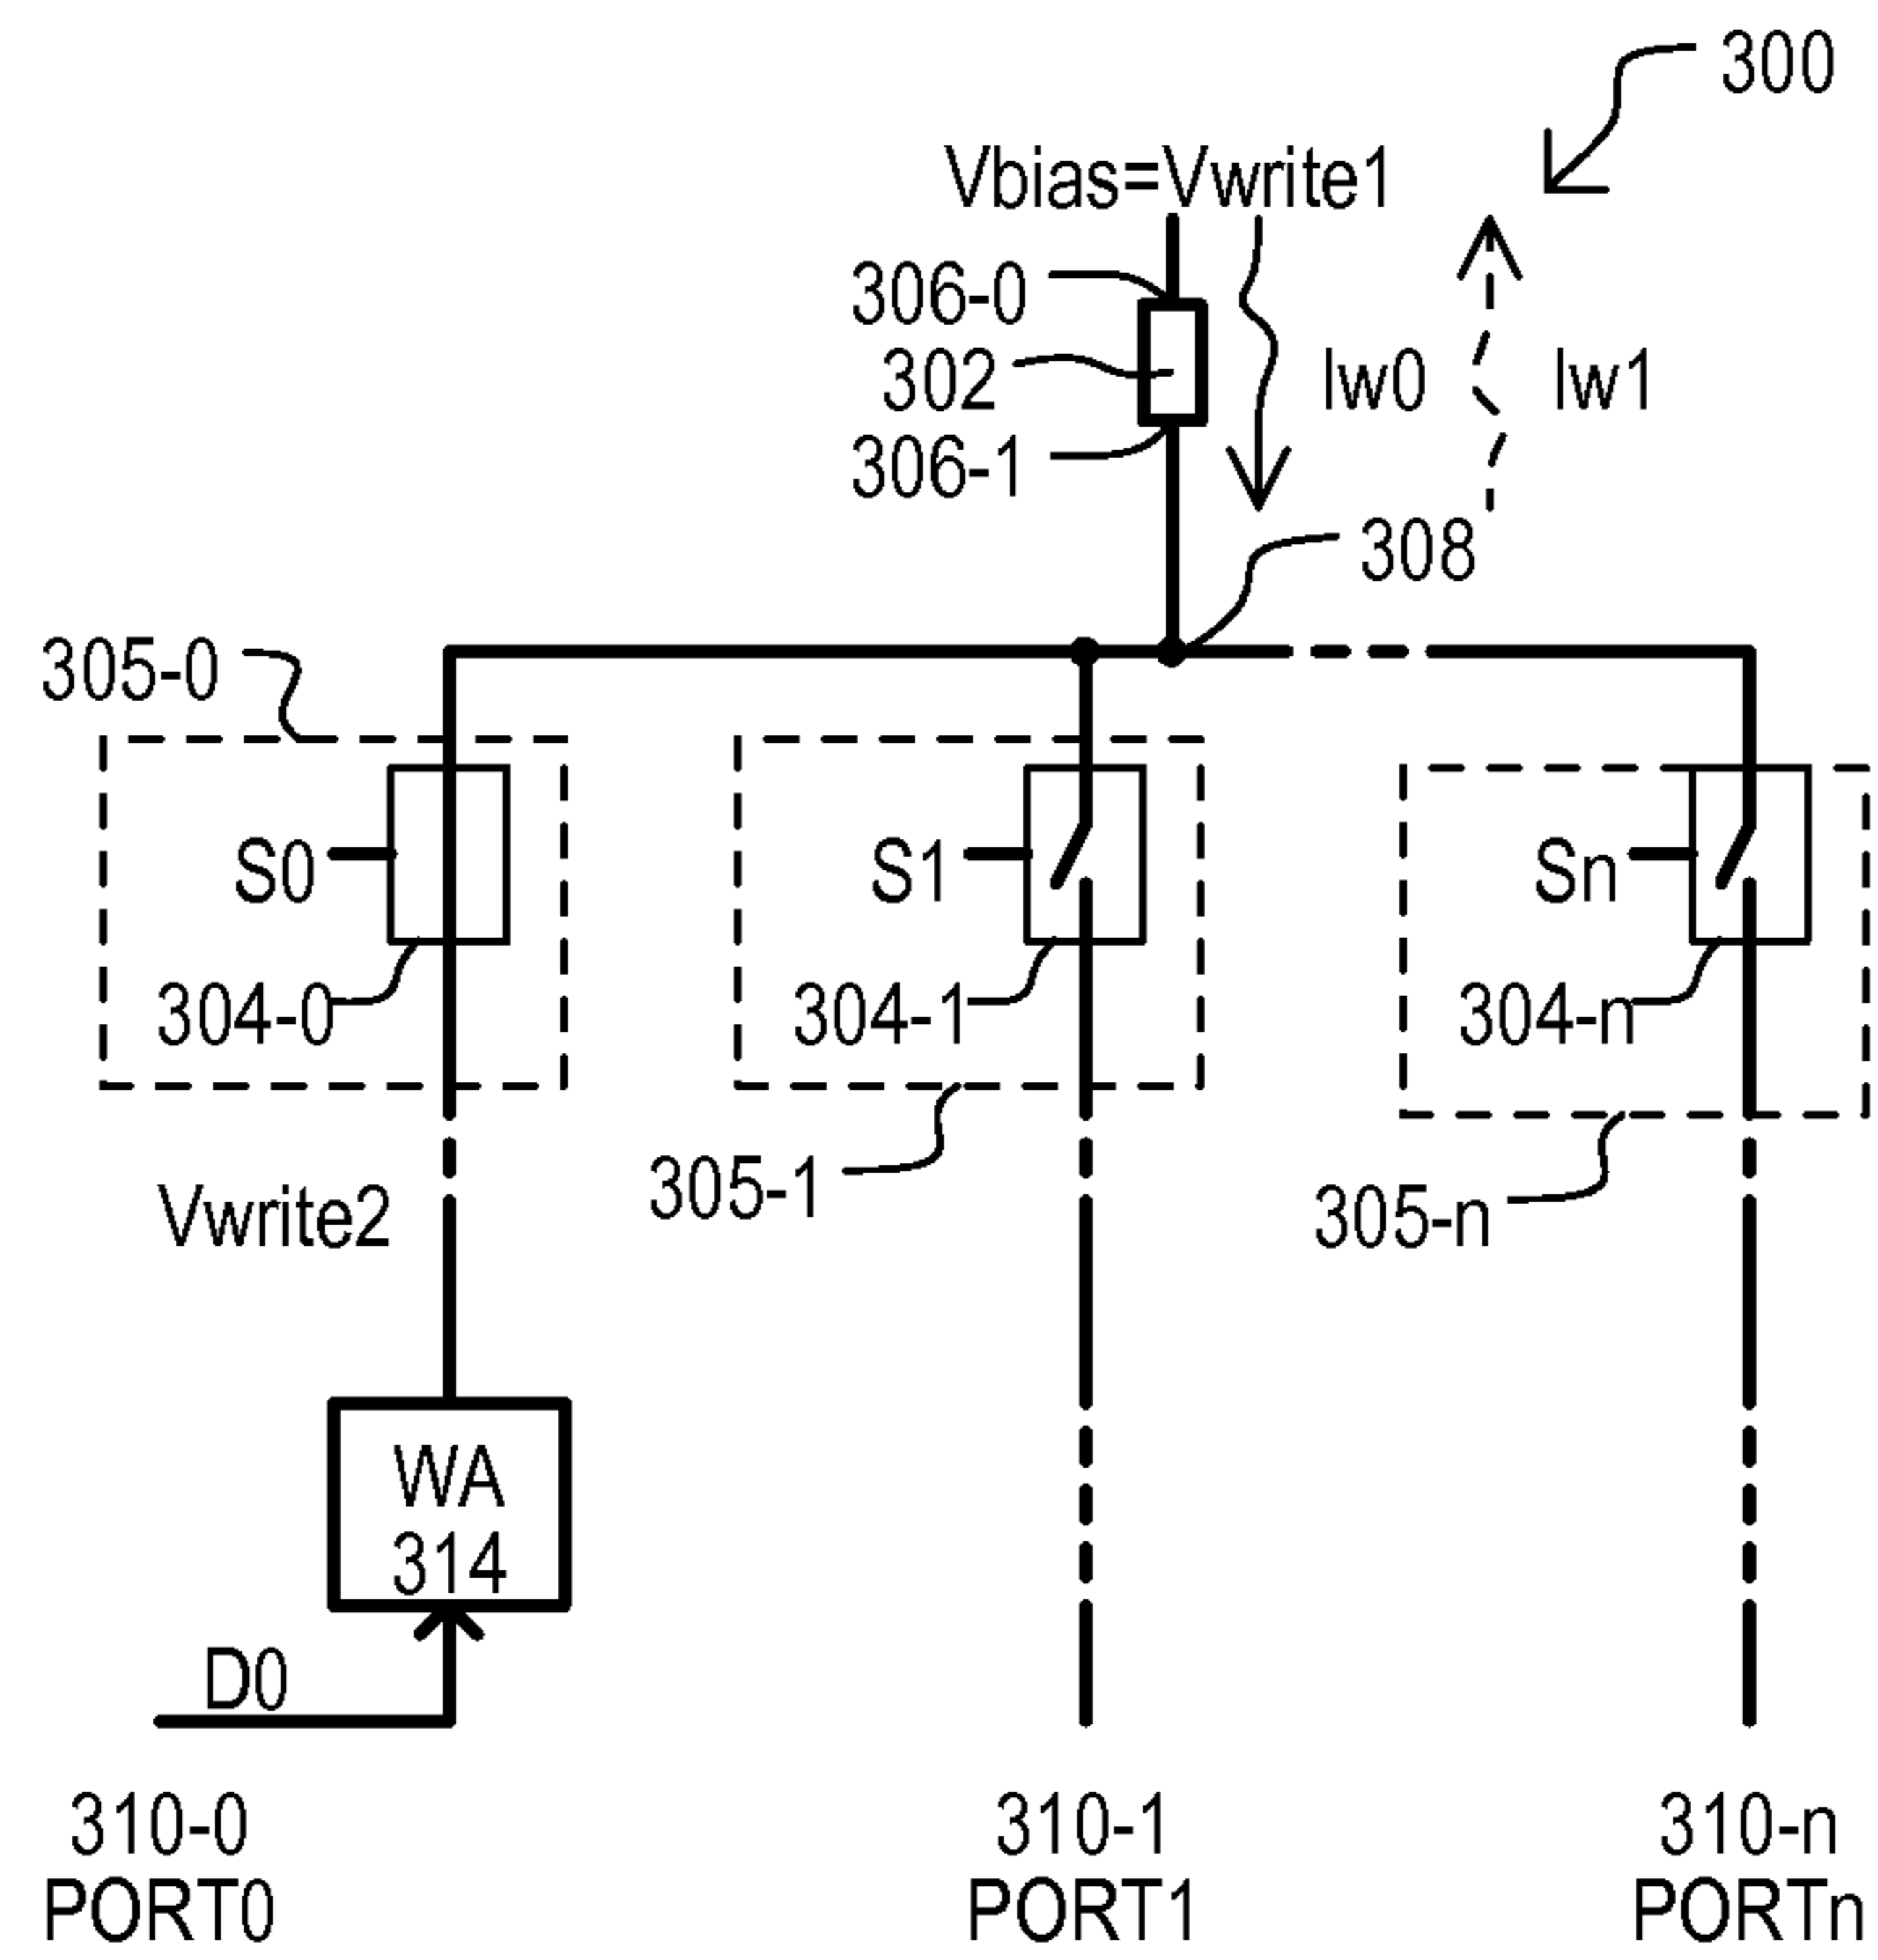 300
Vbias=Vwrite1
306-0
302
Iw0
Iw1
306-1
308
305-0
S0
S1
Sn
304-0
304-1
304-n
305-1
Vwrite2
305-n
WA
314
D0
310-0
310-1
310-n
PORT0
PORT1
PORTn